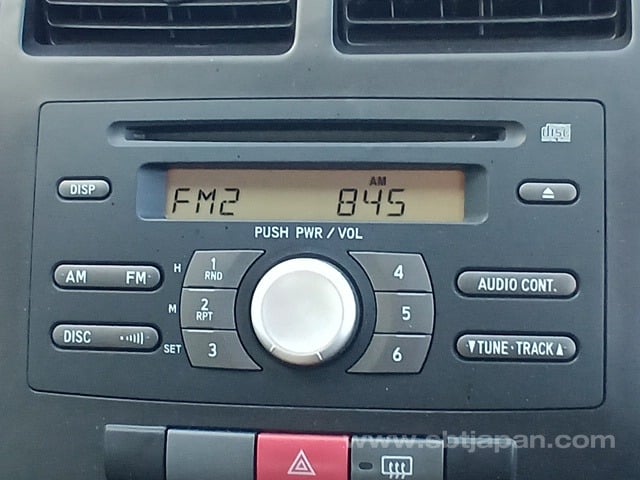 disc
DISP
AM
FM2 845
PUSH PWR/VOL
AM FM
H 1 RND
4
AUDIO CONT.
M 2 RPT
5
DISC
SET 3
6
▼TUNE·TRACK▲
www.ebtjapan.com